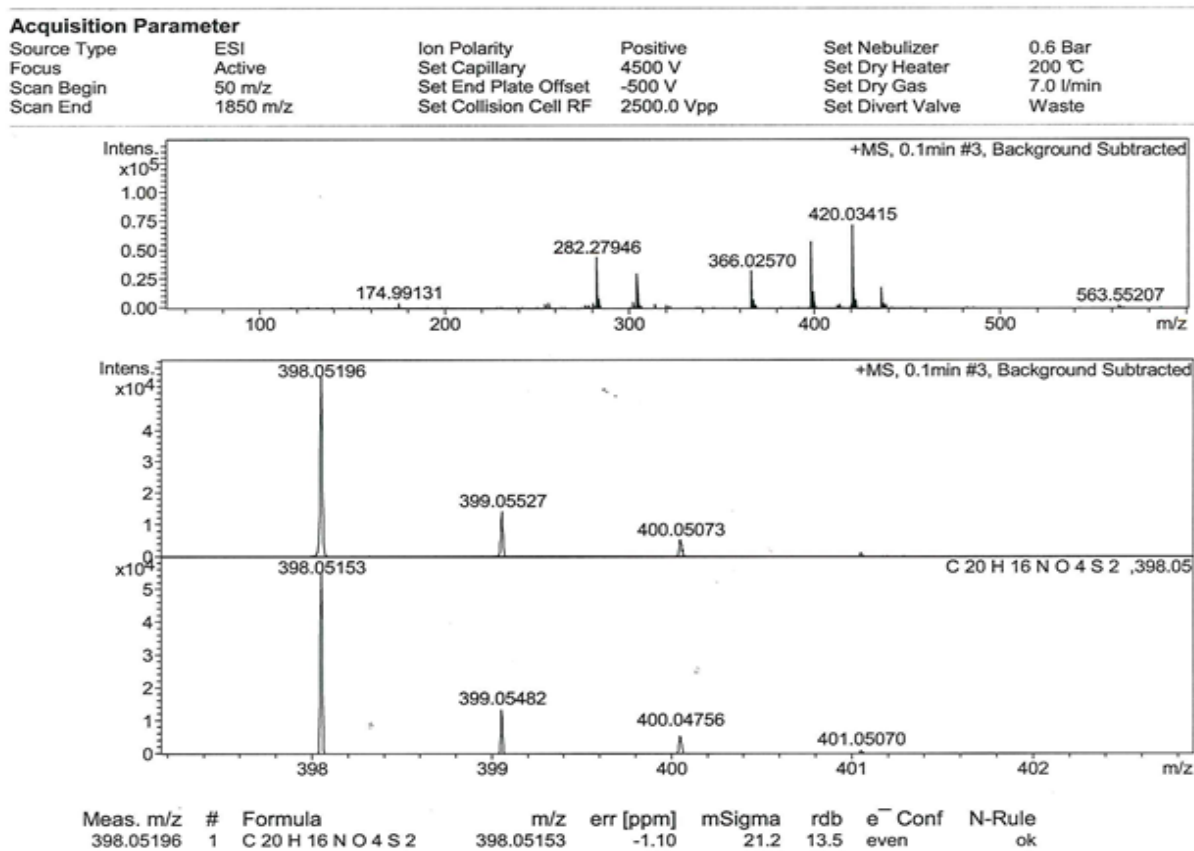 Acquisition Parameter
Source Type ESI Ion Polarity Positive Set Nebulizer 0.6 Bar
Focus Active Set Capillary 4500 V Set Dry Heater 200 °C
Scan Begin 50 m/z Set End Plate Offset -500 V Set Dry Gas 7.0 l/min
Scan End 1850 m/z Set Collision Cell RF 2500.0 Vpp Set Divert Valve Waste
Intens. +MS, 0.1min #3, Background Subtracted
x10⁵
1.00
0.75 420.03415
0.50 282.27946
366.02570
0.25
174.99131 563.55207
0.00
100 200 300 400 500 m/z
Intens. 398.05196 +MS, 0.1min #3, Background Subtracted
x10⁴
4
3
2 399.05527
1 400.05073
0
x10⁴ 398.05153 C 20 H 16 N O 4 S 2 ,398.05
5
4
3
2 399.05482
1 400.04756
401.05070
0
398 399 400 401 402 m/z
Meas. m/z # Formula m/z err [ppm] mSigma rdb e¯ Conf N-Rule
398.05196 1 C 20 H 16 N O 4 S 2 398.05153 -1.10 21.2 13.5 even ok